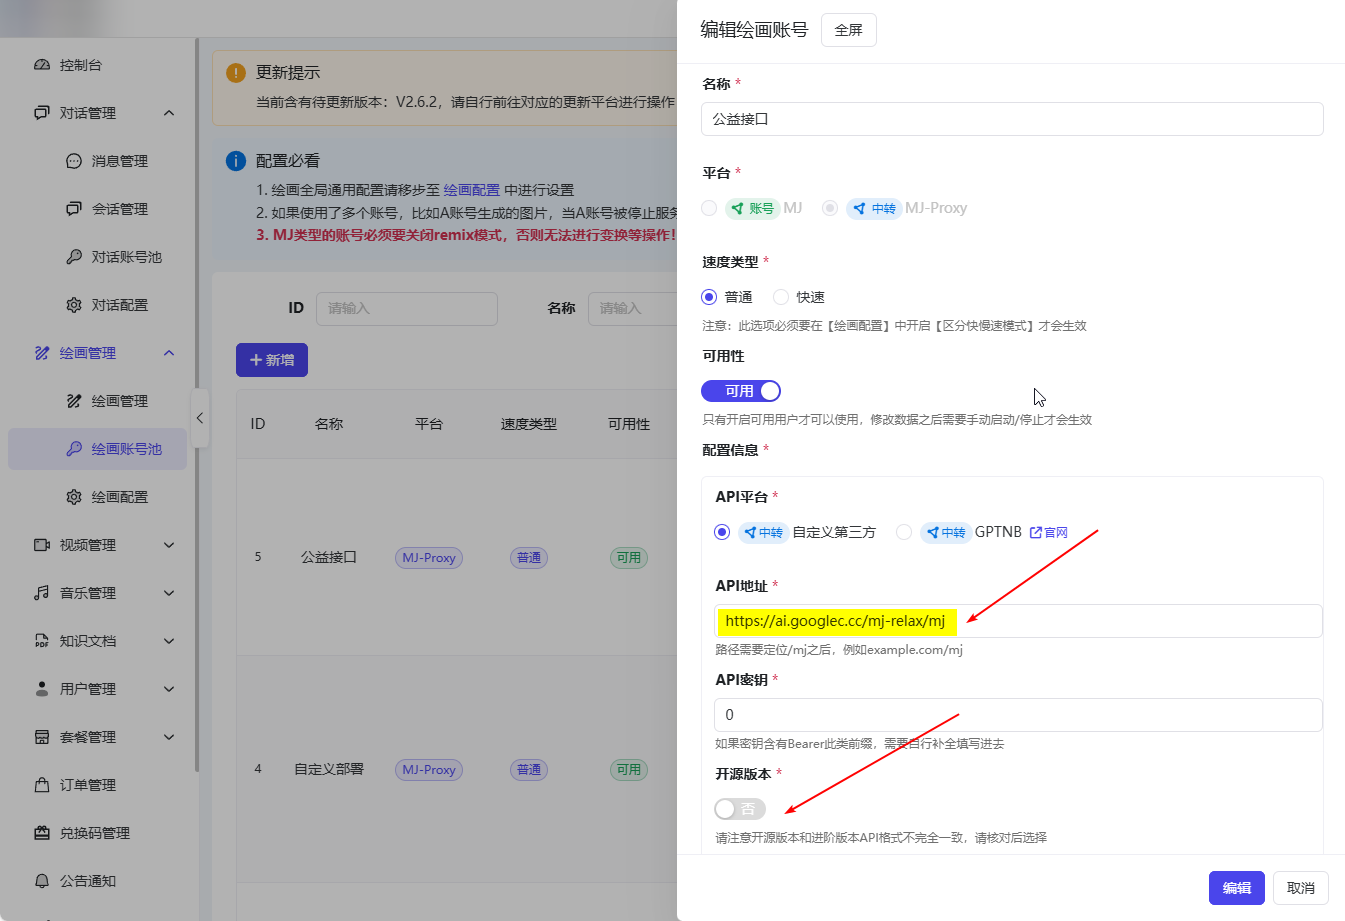 控制台
对话管理
消息管理
会话管理
对话账号池
对话配置
绘画管理
绘画管理
绘画账号池
绘画配置
视频管理
音乐管理
知识文档
用户管理
套餐管理
订单管理
兑换码管理
公告通知
更新提示
当前含有待更新版本：V2.6.2，请自行前往对应的更新平台进行操作
配置必看
1. 绘画全局通用配置请移步至 绘画配置 中进行设置
2. 如果使用了多个账号，比如A账号生成的图片，当A账号被停止服务
3. MJ类型的账号必须要关闭remix模式，否则无法进行变换等操作!
ID 请输入 名称 请输入
+ 新增
ID 名称 平台 速度类型 可用性
5 公益接口 MJ-Proxy 普通 可用
4 自定义部署 MJ-Proxy 普通 可用
编辑绘画账号 全屏
名称 *
公益接口
平台 *
账号 MJ 中转 MJ-Proxy
速度类型 *
普通 快速
注意：此选项必须要在【绘画配置】中开启【区分快慢速模式】才会生效
可用性
可用
只有开启可用用户才可以使用，修改数据之后需要手动启动/停止才会生效
配置信息 *
API平台 *
中转 自定义第三方 中转 GPTNB 官网
API地址 *
https://ai.googlec.cc/mj-relax/mj
路径需要定位/mj之后，例如example.com/mj
API密钥 *
0
如果密钥含有Bearer此类前缀，需要自行补全填写进去
开源版本 *
否
请注意开源版本和进阶版本API格式不完全一致，请核对后选择
编辑 取消